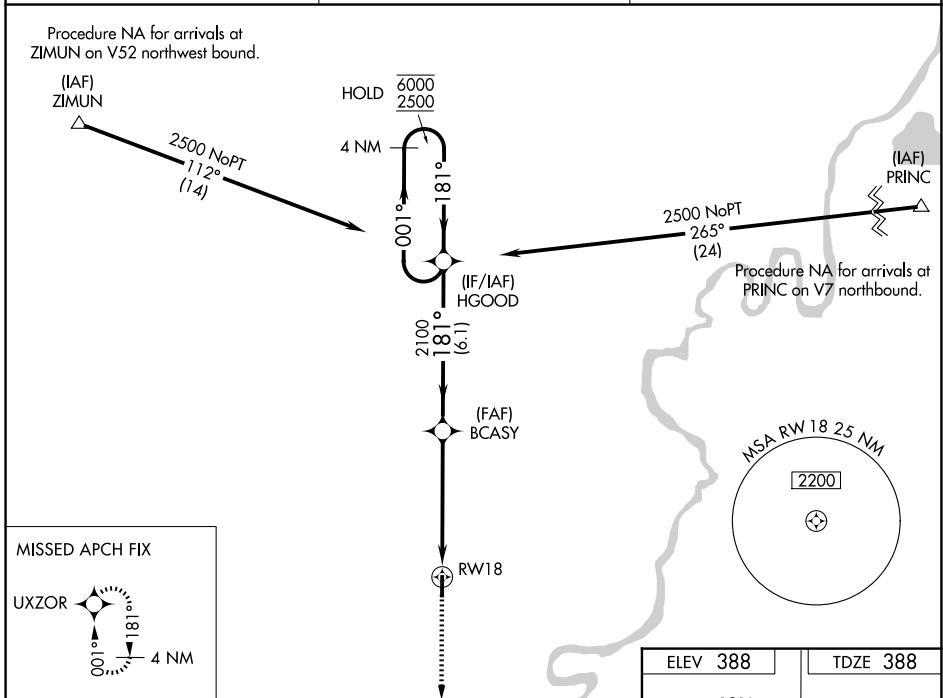 Procedure NA for arrivals at
ZIMUN on V52 northwest bound.
(IAF)
ZIMUN
2500 NoPT
112°
(14)
HOLD
6000
2500
4 NM
001°
181°
(IF/IAF)
HGOOD
(IAF)
PRINC
2500 NoPT
265°
(24)
Procedure NA for arrivals at
PRINC on V7 northbound.
2100
181°
(6.1)
(FAF)
BCASY
RW18
MSA RW 18 25 NM
2200
MISSED APCH FIX
UXZOR
001°
181°
4 NM
ELEV 388
TDZE 388